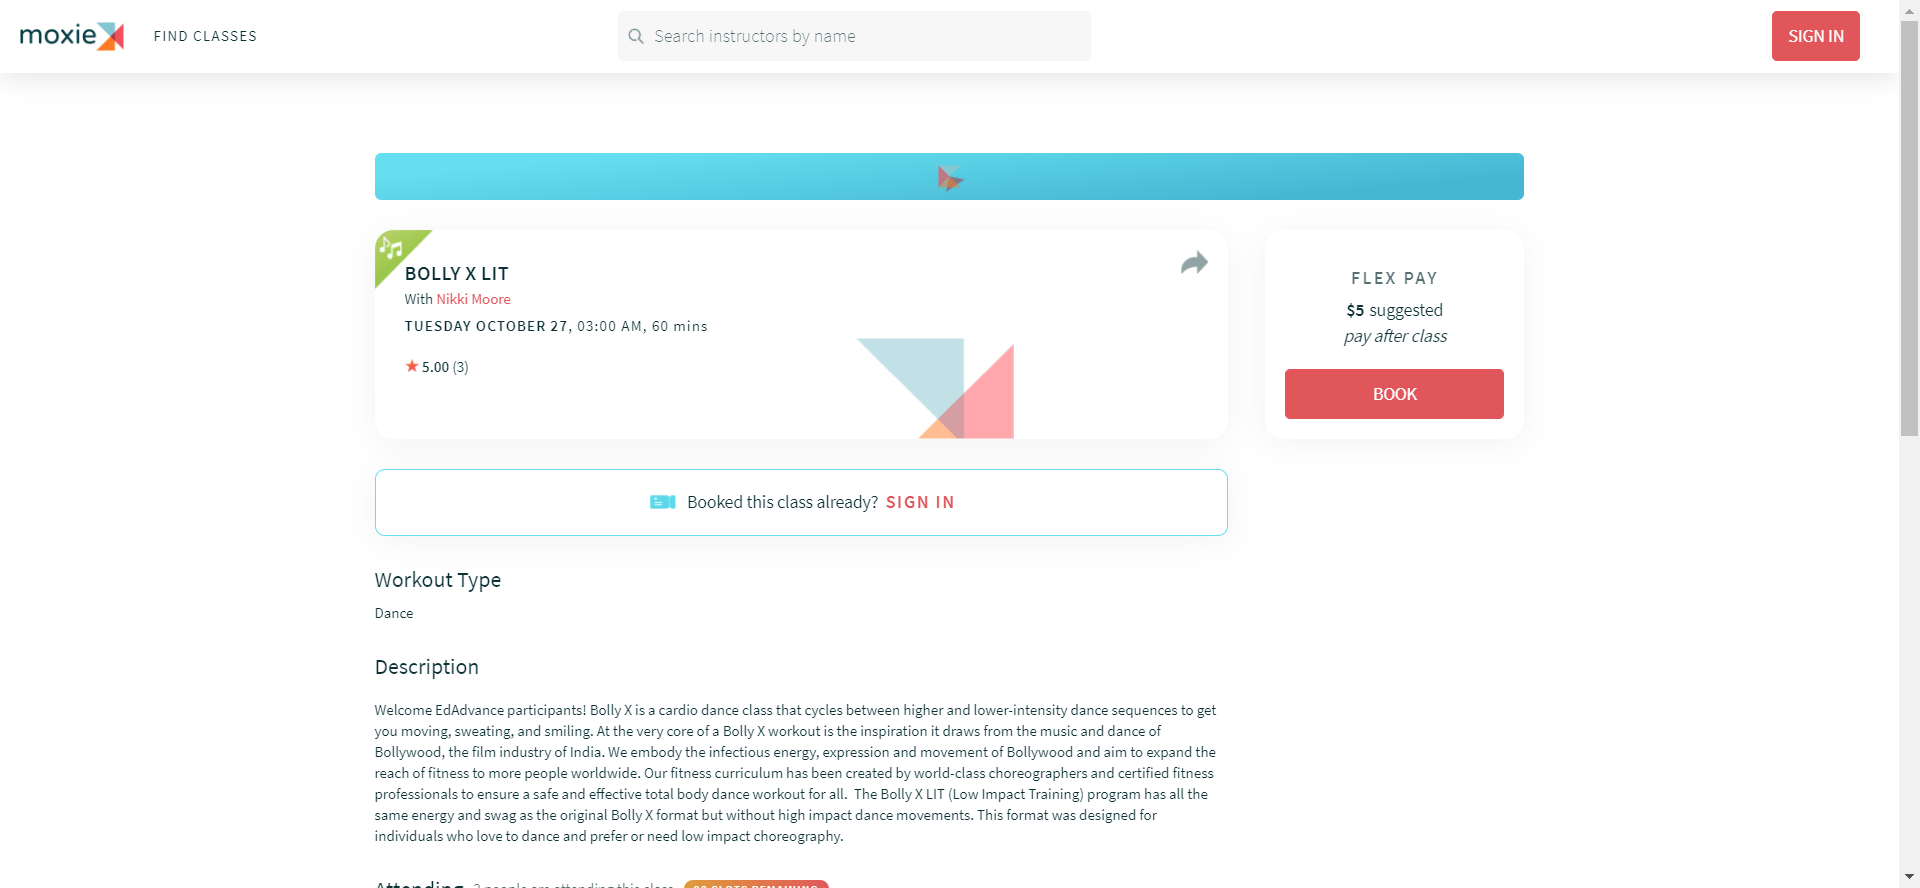 moxie
FIND CLASSES
Search instructors by name
SIGN IN
BOLLY X LIT
With Nikki Moore
TUESDAY OCTOBER 27, 03:00 AM, 60 mins
5.00 (3)
FLEX PAY
$5 suggested
pay after class
BOOK
Booked this class already? SIGN IN
Workout Type
Dance
Description
Welcome EdAdvance participants! Bolly X is a cardio dance class that cycles between higher and lower-intensity dance sequences to get
you moving, sweating, and smiling. At the very core of a Bolly X workout is the inspiration it draws from the music and dance of
Bollywood, the film industry of India. We embody the infectious energy, expression and movement of Bollywood and aim to expand the
reach of fitness to more people worldwide. Our fitness curriculum has been created by world-class choreographers and certified fitness
professionals to ensure a safe and effective total body dance workout for all.  The Bolly X LIT (Low Impact Training) program has all the
same energy and swag as the original Bolly X format but without high impact dance movements. This format was designed for
individuals who love to dance and prefer or need low impact choreography.
Attending people are attending this class SLOTS REMAINING